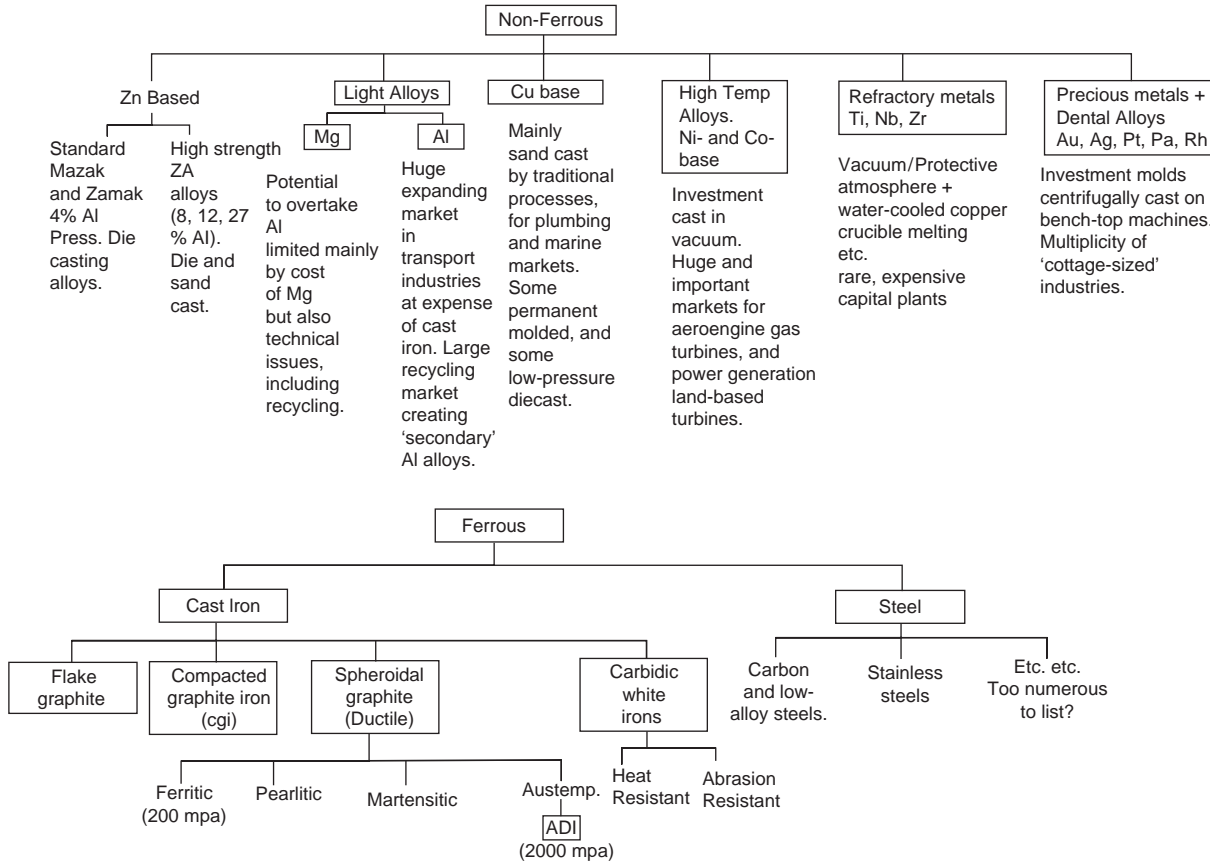 Non-Ferrous
Zn Based
Standard
Mazak
and Zamak
4% Al
Press. Die
casting
alloys.
High strength
ZA
alloys
(8, 12, 27
% Al).
Die and
sand
cast.
Light Alloys
Mg
Potential
to overtake
Al
limited mainly
by cost
of Mg
but also
technical
issues,
including
recycling.
Al
Huge
expanding
market
in
transport
industries
at expense
of cast
iron. Large
recycling
market
creating
‘secondary’
Al alloys.
Cu base
Mainly
sand cast
by traditional
processes,
for plumbing
and marine
markets.
Some
permanent
molded, and
some
low-pressure
diecast.
High Temp
Alloys.
Ni- and Co-
base
Investment
cast in
vacuum.
Huge and
important
markets for
aeroengine gas
turbines, and
power generation
land-based
turbines.
Refractory metals
Ti, Nb, Zr
Vacuum/Protective
atmosphere +
water-cooled copper
crucible melting
etc.
rare, expensive
capital plants
Precious metals +
Dental Alloys
Au, Ag, Pt, Pa, Rh
Investment molds
centrifugally cast on
bench-top machines.
Multiplicity of
‘cottage-sized’
industries.
Ferrous
Cast Iron
Flake
graphite
Compacted
graphite iron
(cgi)
Spheroidal
graphite
(Ductile)
Ferritic
(200 mpa)
Pearlitic
Martensitic
Austemp.
ADI
(2000 mpa)
Carbidic
white
irons
Heat
Resistant
Abrasion
Resistant
Steel
Carbon
and low-
alloy steels.
Stainless
steels
Etc. etc.
Too numerous
to list?